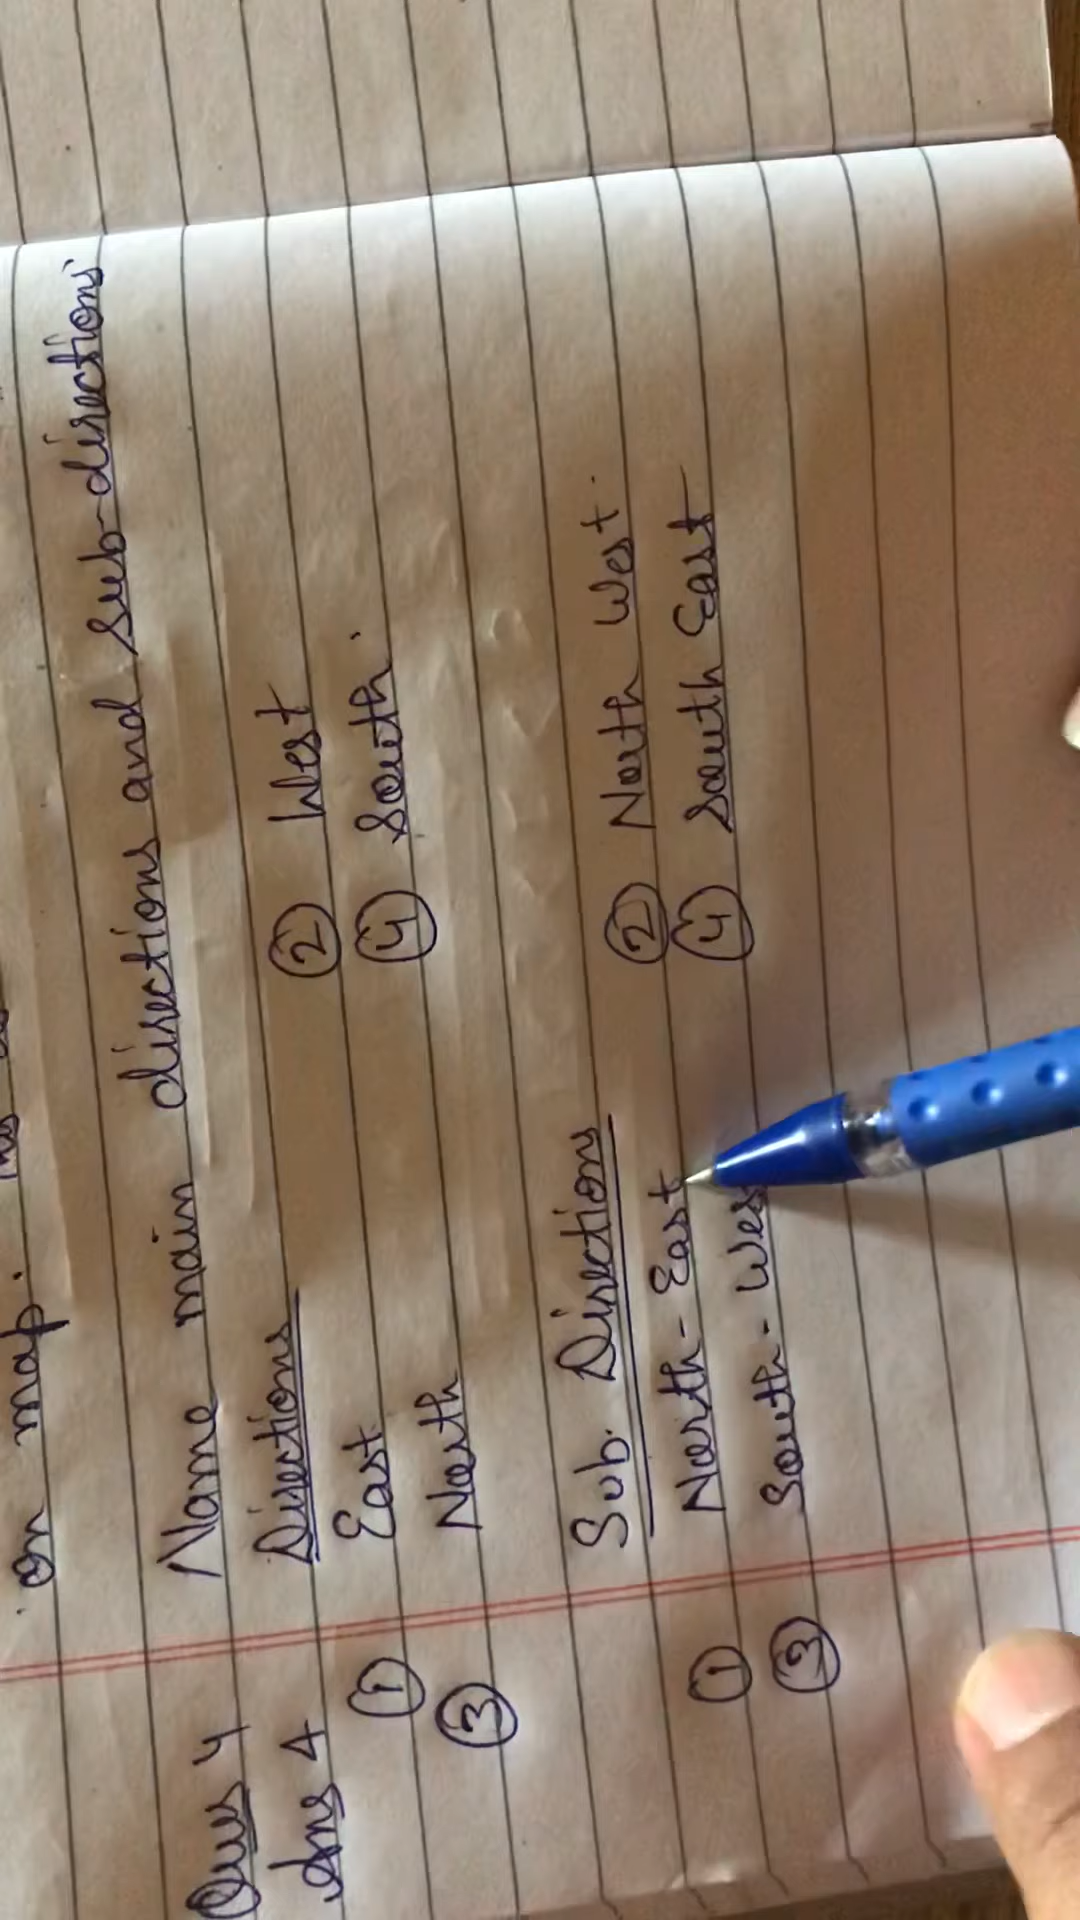 on map.
Ques 4 Name main directions and sub-directions
Ans 4 Directions
① East ② West
③ North ④ South.
Sub. Directions
① North - East ② North West.
③ South - West ④ South East